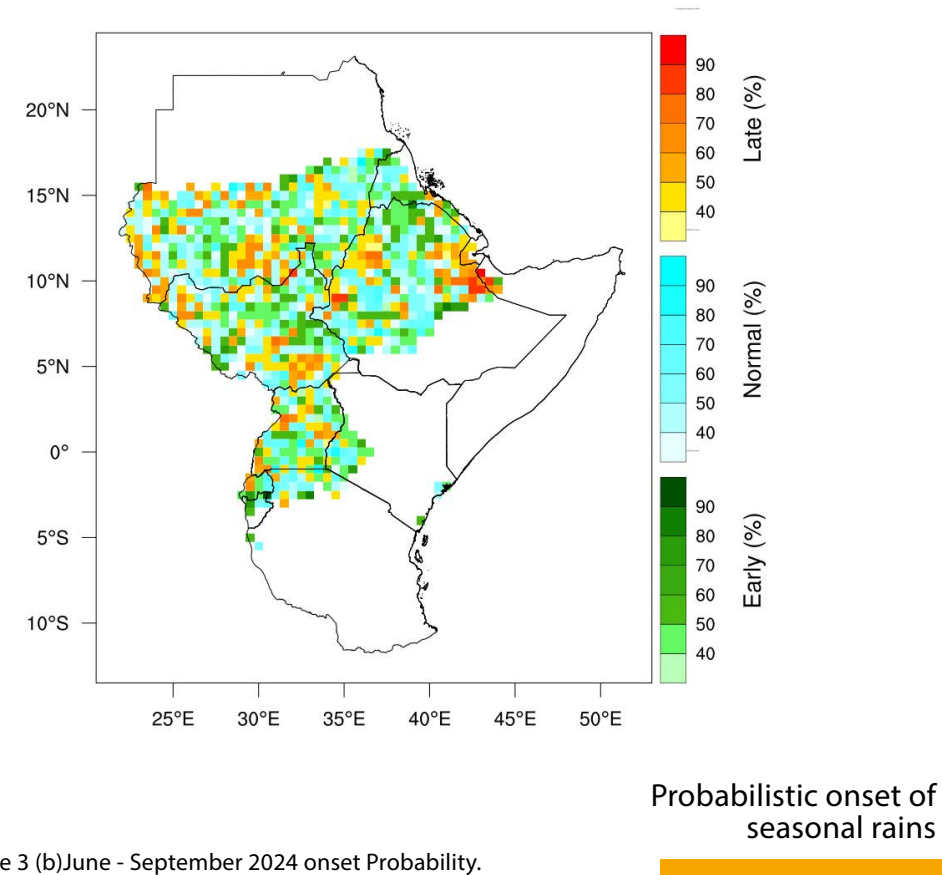 20°N
15°N
10°N
5°N
0°
5°S
10°S
25°E 30°E 35°E 40°E 45°E 50°E
90
80
70
60
50
40
Late (%)
90
80
70
60
50
40
Normal (%)
90
80
70
60
50
40
Early (%)
Probabilistic onset of
seasonal rains
e 3 (b)June - September 2024 onset Probability.